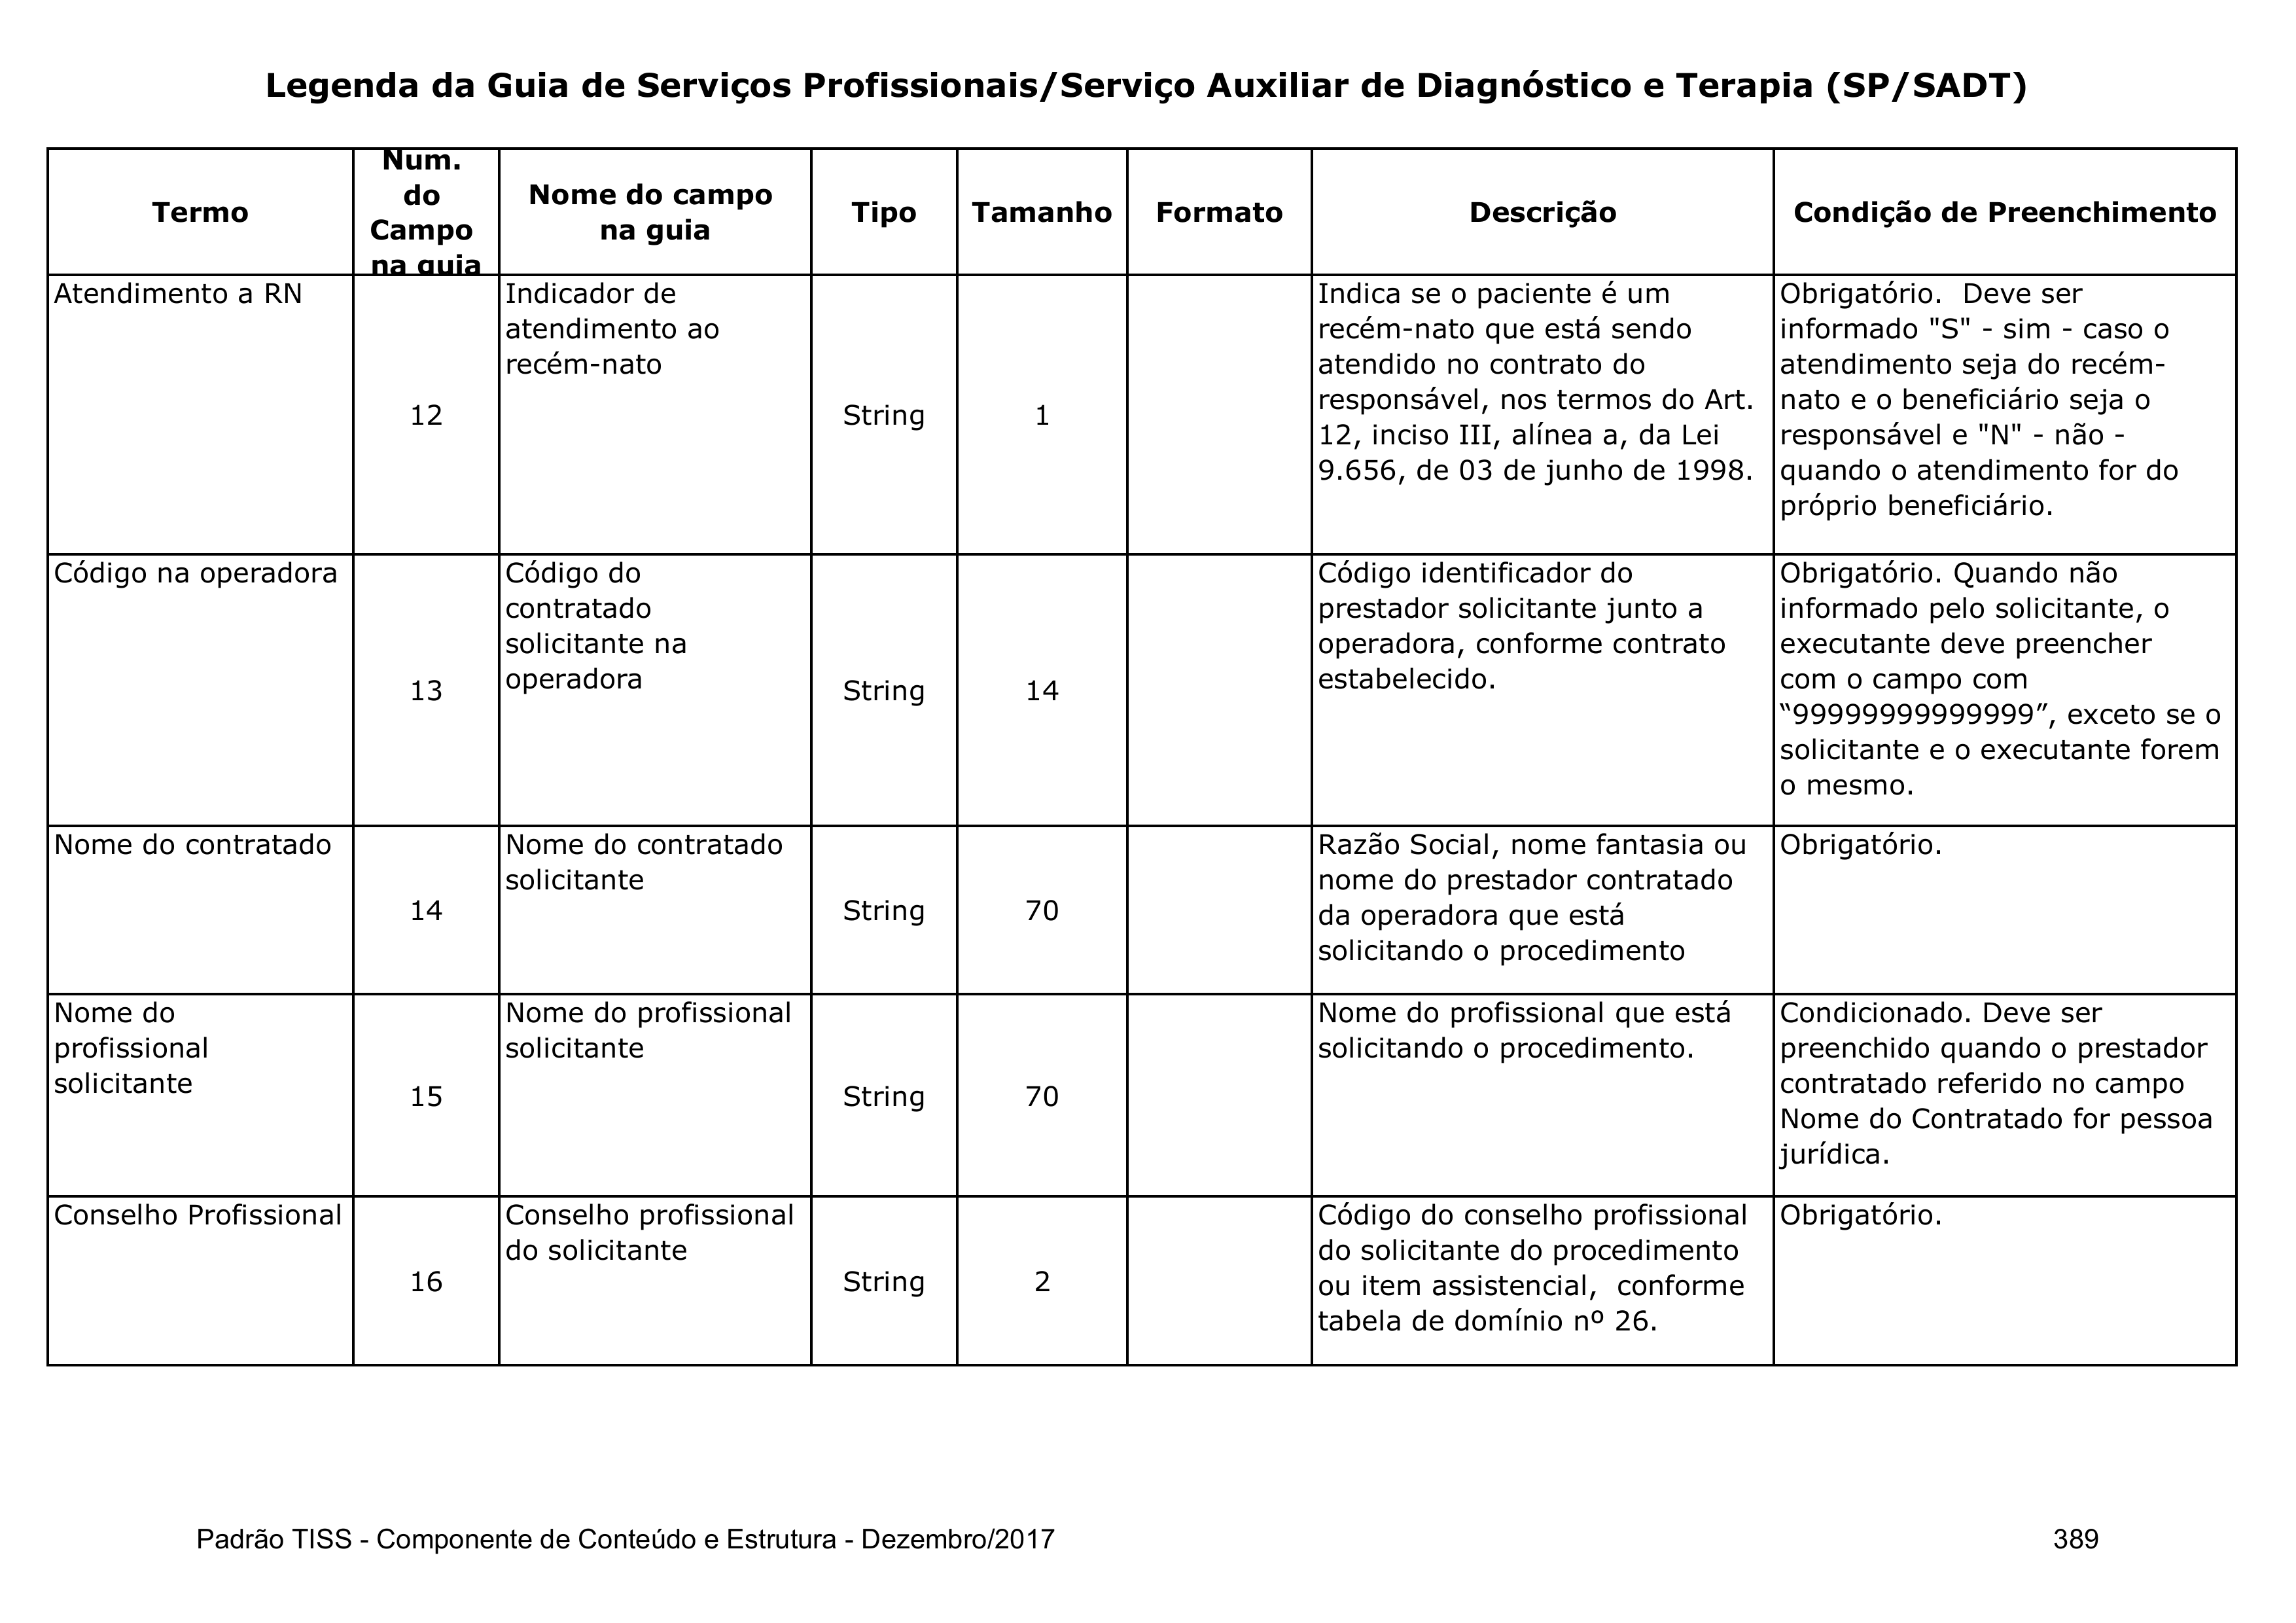 Legenda da Guia de Serviços Profissionais/Serviço Auxiliar de Diagnóstico e Terapia (SP/SADT)
Termo
Num.
do
Campo
na guia
Nome do campo
na guia
Tipo
Tamanho
Formato
Descrição
Condição de Preenchimento
Atendimento a RN
12
Indicador de
atendimento ao
recém-nato
String
1
Indica se o paciente é um
recém-nato que está sendo
atendido no contrato do
responsável, nos termos do Art.
12, inciso III, alínea a, da Lei
9.656, de 03 de junho de 1998.
Obrigatório.  Deve ser
informado "S" - sim - caso o
atendimento seja do recém-
nato e o beneficiário seja o
responsável e "N" - não -
quando o atendimento for do
próprio beneficiário.
Código na operadora
13
Código do
contratado
solicitante na
operadora
String
14
Código identificador do
prestador solicitante junto a
operadora, conforme contrato
estabelecido.
Obrigatório. Quando não
informado pelo solicitante, o
executante deve preencher
com o campo com
“99999999999999”, exceto se o
solicitante e o executante forem
o mesmo.
Nome do contratado
14
Nome do contratado
solicitante
String
70
Razão Social, nome fantasia ou
nome do prestador contratado
da operadora que está
solicitando o procedimento
Obrigatório.
Nome do
profissional
solicitante
15
Nome do profissional
solicitante
String
70
Nome do profissional que está
solicitando o procedimento.
Condicionado. Deve ser
preenchido quando o prestador
contratado referido no campo
Nome do Contratado for pessoa
jurídica.
Conselho Profissional
16
Conselho profissional
do solicitante
String
2
Código do conselho profissional
do solicitante do procedimento
ou item assistencial,  conforme
tabela de domínio nº 26.
Obrigatório.
Padrão TISS - Componente de Conteúdo e Estrutura - Dezembro/2017
389